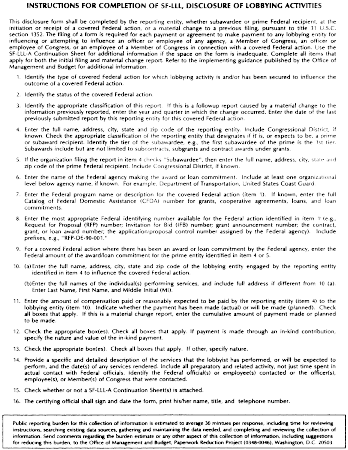 INSTRUCTIONS FOR COMPLETION OF SF-LLL, DISCLOSURE OF LOBBYING ACTIVITIES
This disclosure form shall be completed by the reporting entity, whether subawardee or prime Federal recipient, at the
initiation or receipt of a covered Federal action, or a material change to a previous filing, pursuant to title 31 U.S.C.
section 1352. The filing of a form is required for each payment or agreement to make payment to any lobbying entity for
influencing or attempting to influence an officer or employee of any agency, a Member of Congress, an officer or
employee of Congress, or an employee of a Member of Congress in connection with a covered Federal action. Use the
SF-LLL-A Continuation Sheet for additional information if the space on the form is inadequate. Complete all items that
apply for both the initial filing and material change report. Refer to the implementing guidance published by the Office of
Management and Budget for additional information.
1. Identify the type of covered Federal action for which lobbying activity is and/or has been secured to influence the
outcome of a covered Federal action
2. Identify the status of the covered Federal action
3. Identify the appropriate classification of this report. If this is a followup report caused by a material change to the
information previously reported, enter the year and quarter in which the change occurred. Enter the date of the last
previously submitted report by this reporting entity for this covered Federal action.
4. Enter the full name, address, city, state and zip code of the reporting entity. Include Congressional District, if
known. Check the appropriate classification of the reporting entity that designates if it is, or expects to be, a prime
or subaward recipient. Identify the tier of the subawardee, e.g., the first subawardee of the prime is the 1st tier.
Subawards include but are not limited to subcontracts, subgrants and contract awards under grants.
5. If the organization filing the report in item 4 checks "Subawardee", then enter the full name, address, city, state and
zip code of the prime Federal recipient. Include Congressional District, if known.
6. Enter the name of the Federal agency making the award or loan commitment. Include at least one organizational
level below agency name, if known. For example, Department of Transportation, United States Coast Guard
7. Enter the Federal program name or description for the covered Federal action (item 1). If known, enter the full
Catalog of Federal Domestic Assistance (CFDA) number for grants, cooperative agreements, loans, and loan
commitments.
8. Enter the most appropriate Federal identifying number available for the Federal action identified in item 1 (e.g.,
Request for Proposal (RFP) number; Invitation for Bid (IFB) number; grant announcement number; the contract,
grant, or loan award number; the application/proposal control number assigned by the Federal agency). Include
prefixes, e.g., "RFP-DE-90-001."
9. For a covered Federal action where there has been an award or loan commitment by the Federal agency, enter the
Federal amount of the award/loan commitment for the prime entity identified in item 4 or 5.
10. (a)Enter the full name, address, city, state and zip code of the lobbying entity engaged by the reporting entity
identified in item 4 to influence the covered Federal action.
(b)Enter the full names of the individual(s) performing services, and include full address if different from 10 (a).
Enter Last Name, First Name, and Middle Initial (MI).
11. Enter the amount of compensation paid or reasonably expected to be paid by the reporting entity (item 4) to the
lobbying entity (item 10). Indicate whether the payment has been made (actual) or will be made (planned). Check
all boxes that apply. If this is a material change report, enter the cumulative amount of payment made or planned
to be made.
12. Check the appropriate box(es). Check all boxes that apply. If payment is made through an in-kind contribution,
specify the nature and value of the in-kind payment.
13. Check the appropriate box(es). Check all boxes that apply. If other, specify nature.
14. Provide a specific and detailed description of the services that the lobbyist has performed, or will be expected to
perform, and the date(s) of any services rendered. Include all preparatory and related activity, not just time spent in
actual contact with Federal officials. Identify the Federal official(s) or employee(s) contacted or the officer(s),
employee(s), or Member(s) of Congress that were contacted.
15. Check whether or not a SF-LLL-A Continuation Sheet(s) is attached.
16. The certifying official shall sign and date the form, print his/her name, title, and telephone number.
Public reporting burden for this collection of information is estimated to average 30 mintues per response, including time for reviewing
instructions, searching existing data sources, gathering and maintaining the data needed, and completing and reviewing the collection of
information. Send comments regarding the burden estimate or any other aspect of this collection of information, including suggestions
for reducing this burden, to the Office of Management and Budget, Paperwork Reduction Project (0348-0046), Washington, D.C. 20503